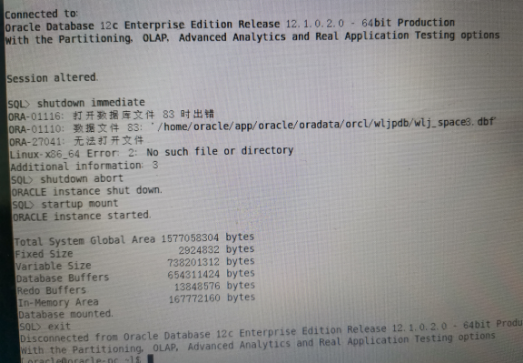 Connected to:
Oracle Database 12c Enterprise Edition Release 12.1.0.2.0 - 64bit Production
With the Partitioning, OLAP, Advanced Analytics and Real Application Testing options
Session altered.
SQL> shutdown immediate
ORA-01116: 打开数据库文件 83 时出错
ORA-01110: 数据文件 83: '/home/oracle/app/oracle/oradata/orcl/wljpdb/wlj_space3.dbf'
ORA-27041: 无法打开文件
Linux-x86_64 Error: 2: No such file or directory
Additional information: 3
SQL> shutdown abort
ORACLE instance shut down.
SQL> startup mount
ORACLE instance started.
Total System Global Area 1577058304 bytes
Fixed Size 2924832 bytes
Variable Size 738201312 bytes
Database Buffers 654311424 bytes
Redo Buffers 13848576 bytes
In-Memory Area 167772160 bytes
Database mounted.
SQL> exit
Disconnected from Oracle Database 12c Enterprise Edition Release 12.1.0.2.0 - 64bit Produ
With the Partitioning, OLAP, Advanced Analytics and Real Application Testing options
[oracle@oracle-pc ~]$